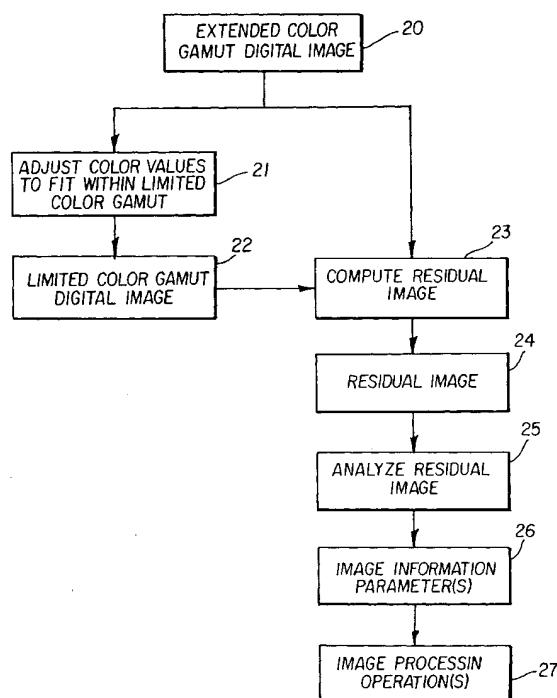 EXTENDED COLOR
GAMUT DIGITAL IMAGE
20
ADJUST COLOR VALUES
TO FIT WITHIN LIMITED
COLOR GAMUT
21
22
LIMITED COLOR GAMUT
DIGITAL IMAGE
23
COMPUTE RESIDUAL
IMAGE
24
RESIDUAL IMAGE
25
ANALYZE RESIDUAL
IMAGE
26
IMAGE INFORMATION
PARAMETER(S)
IMAGE PROCESSIN
OPERATION(S)
27